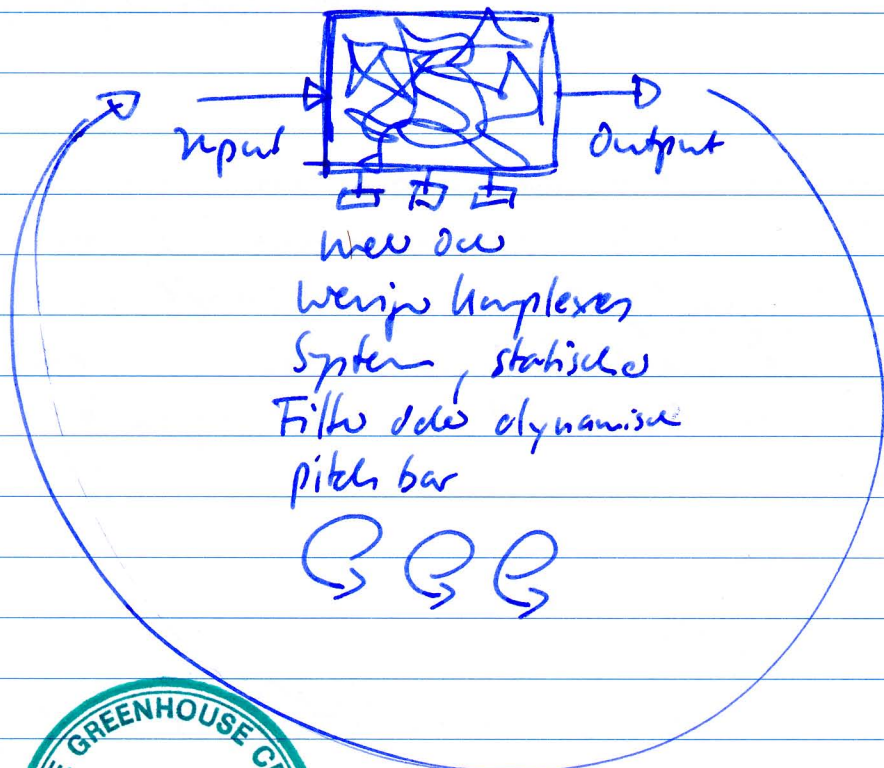 Input
Output
mehr oder
weniger komplexes
System, statischer
Filter oder dynamisch
pitch bar
GREENHOUSE